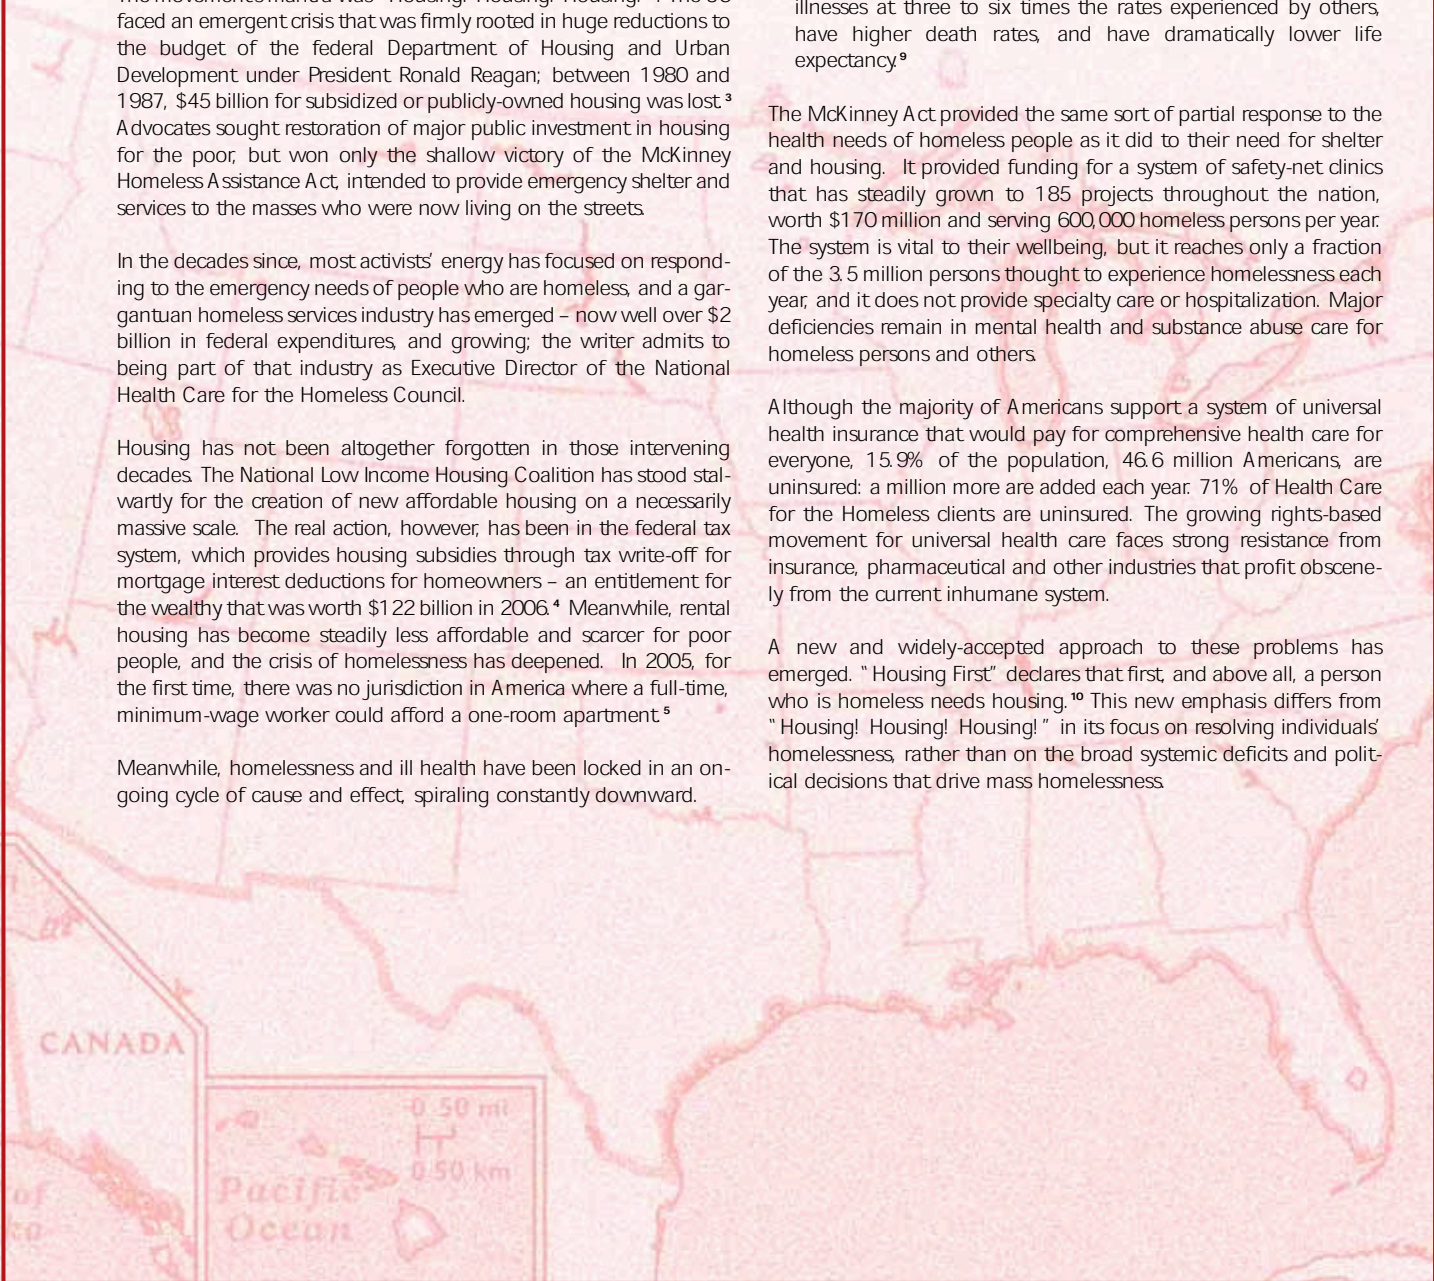 faced an emergent crisis that was firmly rooted in huge reductions to
the budget of the federal Department of Housing and Urban
Development under President Ronald Reagan; between 1980 and
1987, $45 billion for subsidized or publicly-owned housing was lost.³
Advocates sought restoration of major public investment in housing
for the poor, but won only the shallow victory of the McKinney
Homeless Assistance Act, intended to provide emergency shelter and
services to the masses who were now living on the streets.
In the decades since, most activists' energy has focused on respond-
ing to the emergency needs of people who are homeless, and a gar-
gantuan homeless services industry has emerged – now well over $2
billion in federal expenditures, and growing; the writer admits to
being part of that industry as Executive Director of the National
Health Care for the Homeless Council.
Housing has not been altogether forgotten in those intervening
decades. The National Low Income Housing Coalition has stood stal-
wartly for the creation of new affordable housing on a necessarily
massive scale. The real action, however, has been in the federal tax
system, which provides housing subsidies through tax write-off for
mortgage interest deductions for homeowners – an entitlement for
the wealthy that was worth $122 billion in 2006.⁴ Meanwhile, rental
housing has become steadily less affordable and scarcer for poor
people, and the crisis of homelessness has deepened. In 2005, for
the first time, there was no jurisdiction in America where a full-time,
minimum-wage worker could afford a one-room apartment.⁵
Meanwhile, homelessness and ill health have been locked in an on-
going cycle of cause and effect, spiraling constantly downward.
illnesses at three to six times the rates experienced by others,
have higher death rates, and have dramatically lower life
expectancy.⁹
The McKinney Act provided the same sort of partial response to the
health needs of homeless people as it did to their need for shelter
and housing. It provided funding for a system of safety-net clinics
that has steadily grown to 185 projects throughout the nation,
worth $170 million and serving 600,000 homeless persons per year.
The system is vital to their wellbeing, but it reaches only a fraction
of the 3.5 million persons thought to experience homelessness each
year, and it does not provide specialty care or hospitalization. Major
deficiencies remain in mental health and substance abuse care for
homeless persons and others.
Although the majority of Americans support a system of universal
health insurance that would pay for comprehensive health care for
everyone, 15.9% of the population, 46.6 million Americans, are
uninsured: a million more are added each year. 71% of Health Care
for the Homeless clients are uninsured. The growing rights-based
movement for universal health care faces strong resistance from
insurance, pharmaceutical and other industries that profit obscene-
ly from the current inhumane system.
A new and widely-accepted approach to these problems has
emerged. "Housing First" declares that first, and above all, a person
who is homeless needs housing.¹⁰ This new emphasis differs from
"Housing! Housing! Housing!" in its focus on resolving individuals'
homelessness, rather than on the broad systemic deficits and polit-
ical decisions that drive mass homelessness.
CANADA
0 50 mi
0 50 km
Pacific
Ocean
of